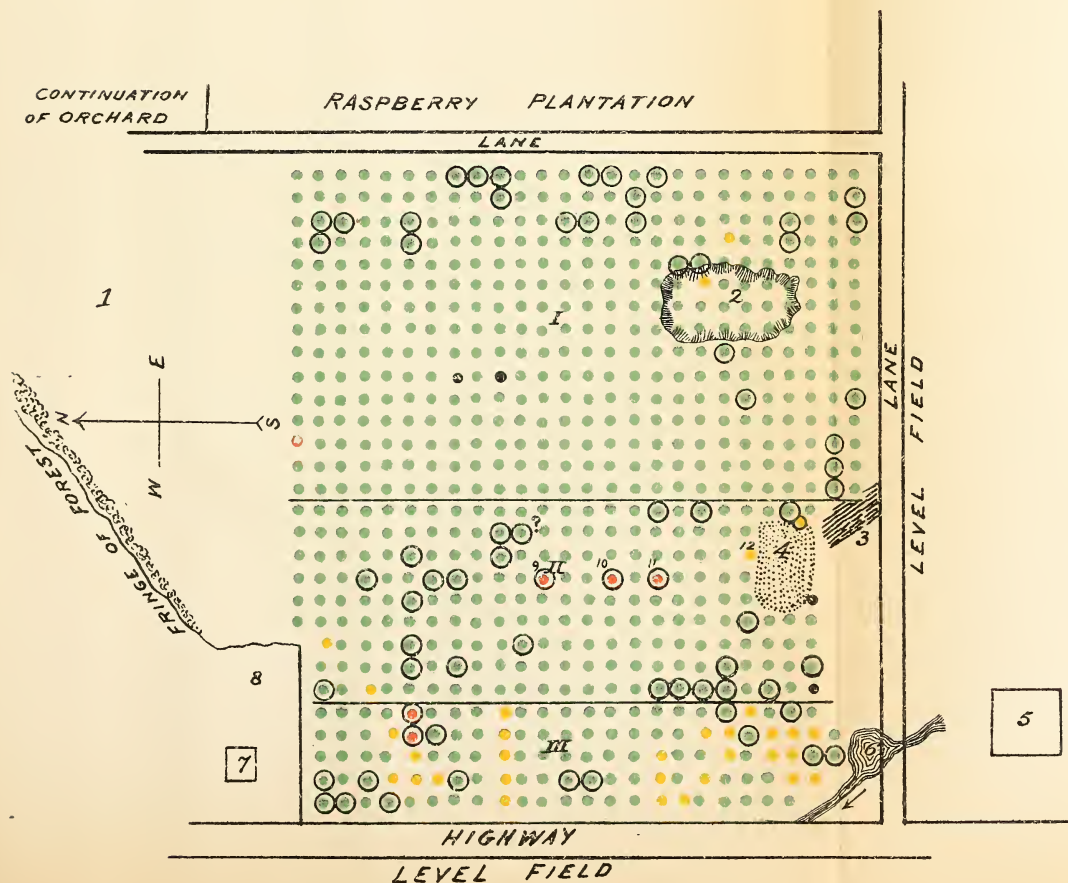 CONTINUATION
OF ORCHARD
RASPBERRY PLANTATION
LANE
1
2
I
E
N
S
W
LANE
LEVEL FIELD
FRINGE OF FOREST
3
4
?
9
II
10
11
12
8
5
7
III
6
HIGHWAY
LEVEL FIELD